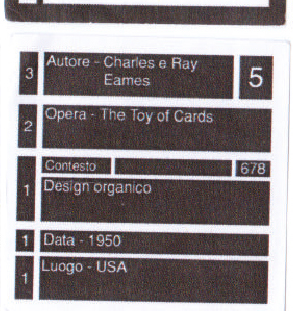 3 Autore - Charles e Ray 5
Eames
2 Opera - The Toy of Cards
Contesto 678
1 Design organico
1 Data - 1950
1 Luogo - USA